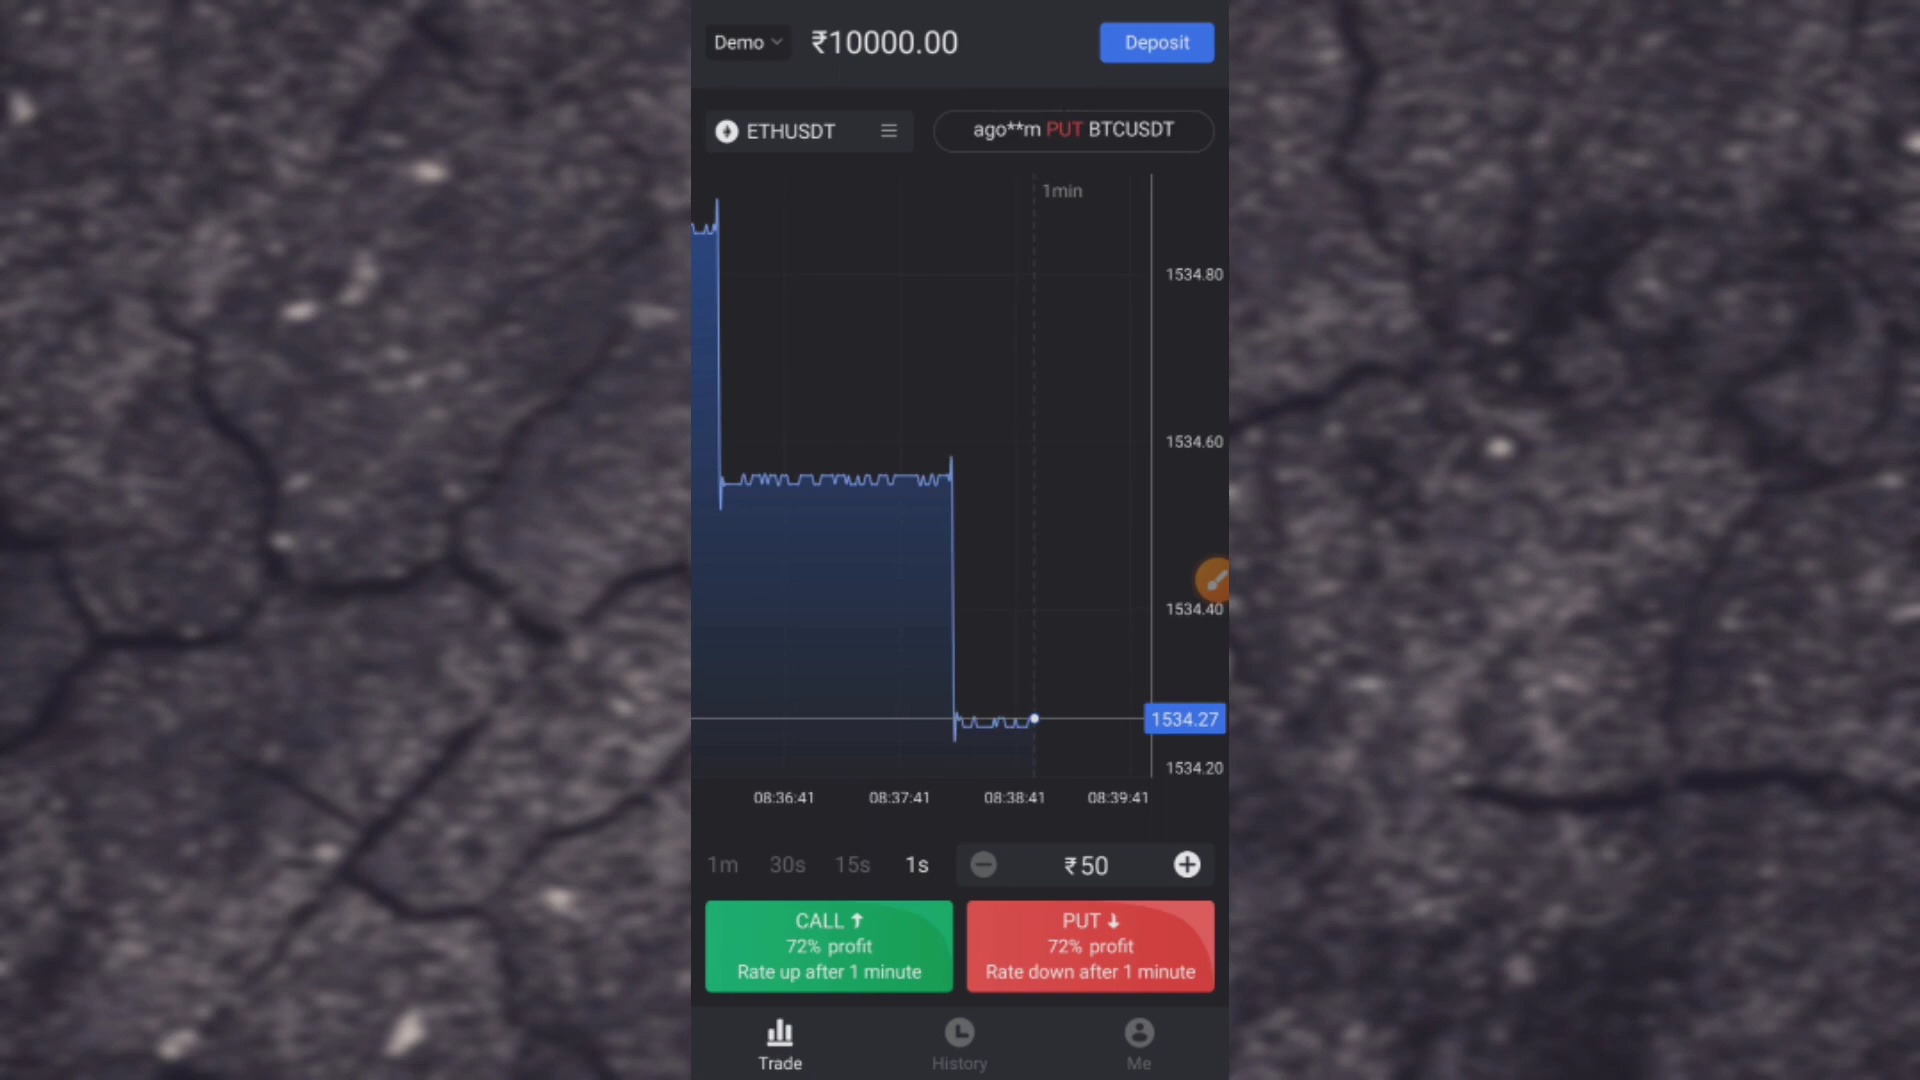 Demo ₹10000.00 Deposit
ETHUSDT ago**m PUT BTCUSDT
1min
1534.80
1534.60
1534.40
1534.27
1534.20
08:36:41 08:37:41 08:38:41 08:39:41
1m 30s 15s 1s ₹50
CALL ↑
72% profit
Rate up after 1 minute
PUT ↓
72% profit
Rate down after 1 minute
Trade History Me